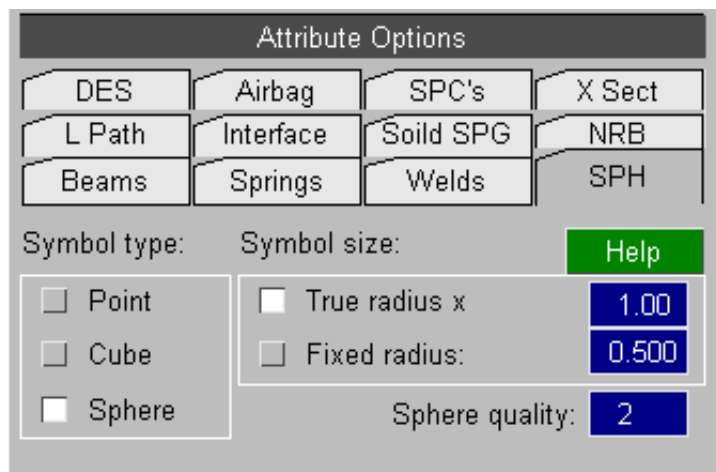 Attribute Options
DES Airbag SPC's X Sect
L Path Interface Soild SPG NRB
Beams Springs Welds SPH
Symbol type: Symbol size: Help
Point True radius x 1.00
Cube Fixed radius: 0.500
Sphere Sphere quality: 2